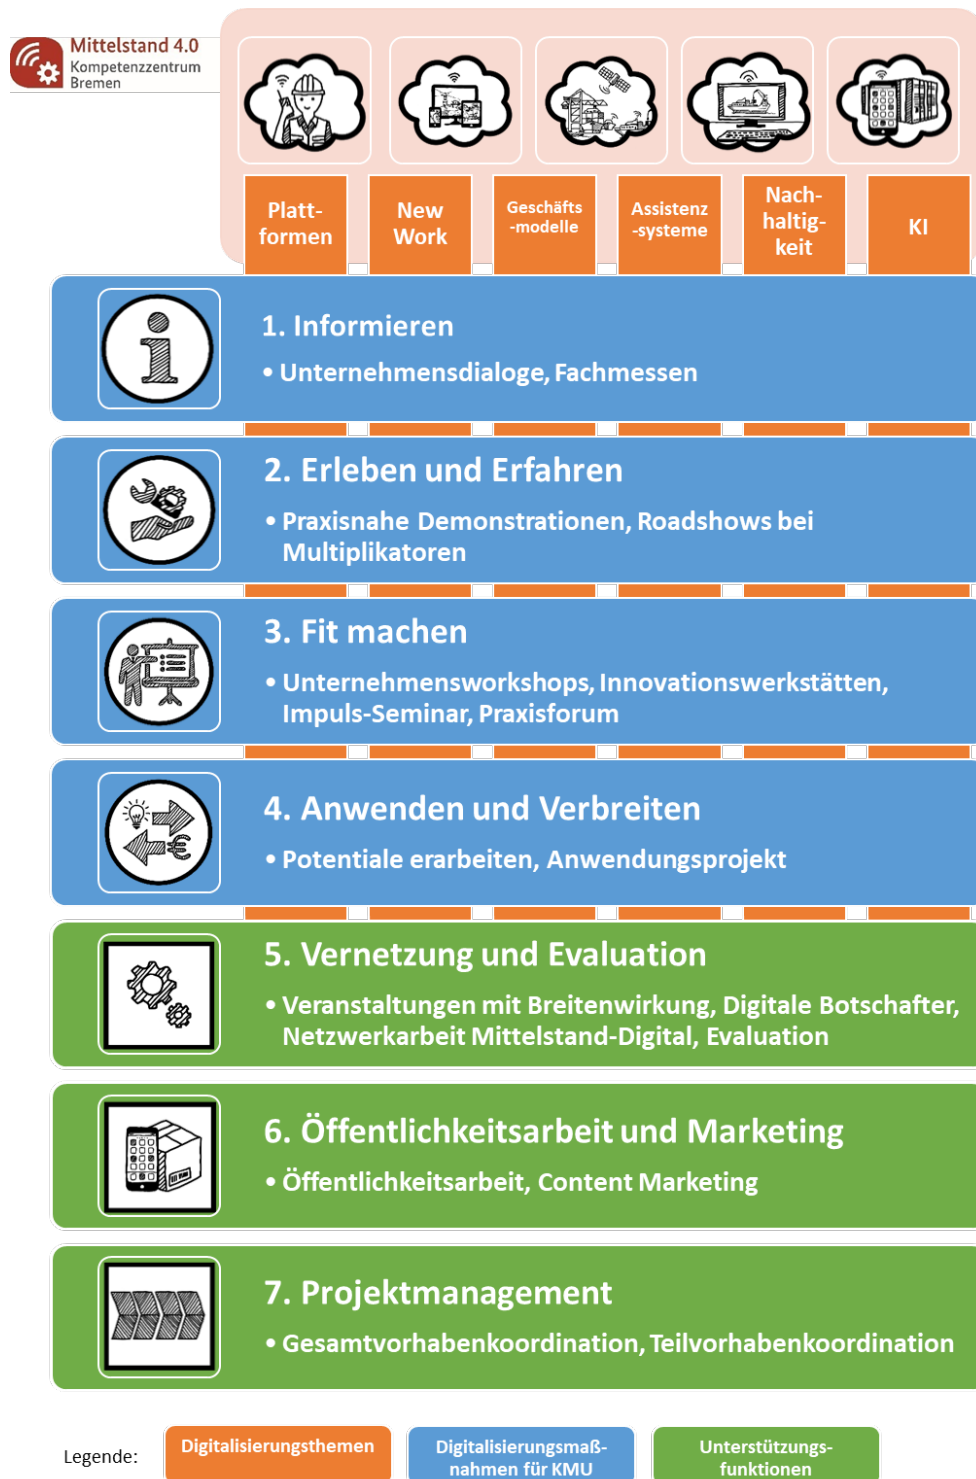 Mittelstand 4.0
Kompetenzzentrum
Bremen
Platt-
formen
New
Work
Geschäfts
-modelle
Assistenz
-systeme
Nach-
haltig-
keit
KI
1. Informieren
• Unternehmensdialoge, Fachmessen
2. Erleben und Erfahren
• Praxisnahe Demonstrationen, Roadshows bei
Multiplikatoren
3. Fit machen
• Unternehmensworkshops, Innovationswerkstätten,
Impuls-Seminar, Praxisforum
4. Anwenden und Verbreiten
• Potentiale erarbeiten, Anwendungsprojekt
5. Vernetzung und Evaluation
• Veranstaltungen mit Breitenwirkung, Digitale Botschafter,
Netzwerkarbeit Mittelstand-Digital, Evaluation
6. Öffentlichkeitsarbeit und Marketing
• Öffentlichkeitsarbeit, Content Marketing
7. Projektmanagement
• Gesamtvorhabenkoordination, Teilvorhabenkoordination
Legende:
Digitalisierungsthemen
Digitalisierungsmaß-
nahmen für KMU
Unterstützungs-
funktionen